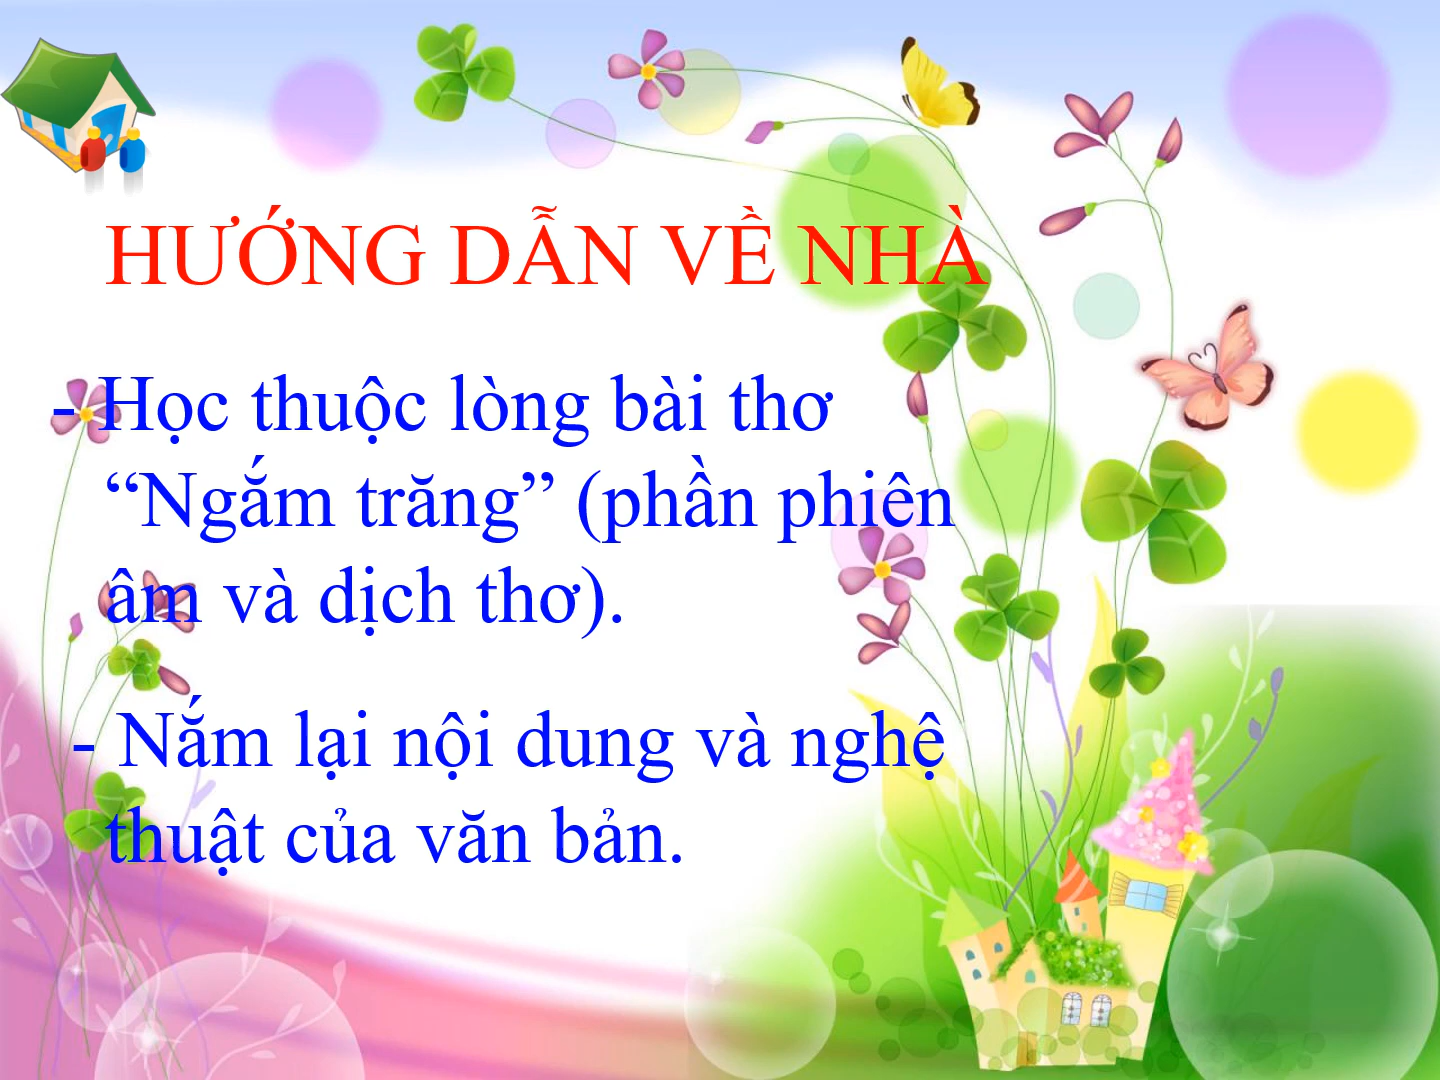 HƯỚNG DẪN VỀ NHÀ
- Học thuộc lòng bài thơ
“Ngắm trăng” (phần phiên
âm và dịch thơ).
- Nắm lại nội dung và nghệ
thuật của văn bản.